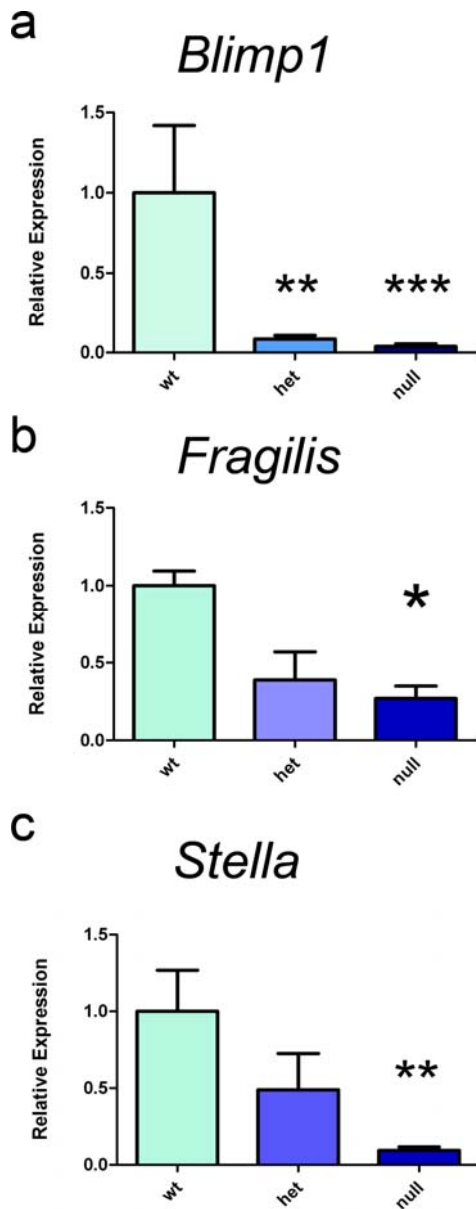 a
Blimp1
1.5
1.0
0.5
0.0
Relative Expression
**
***
wt
het
null
b
Fragilis
1.5
1.0
0.5
0.0
Relative Expression
*
wt
het
null
c
Stella
1.5
1.0
0.5
0.0
Relative Expression
**
wt
het
null